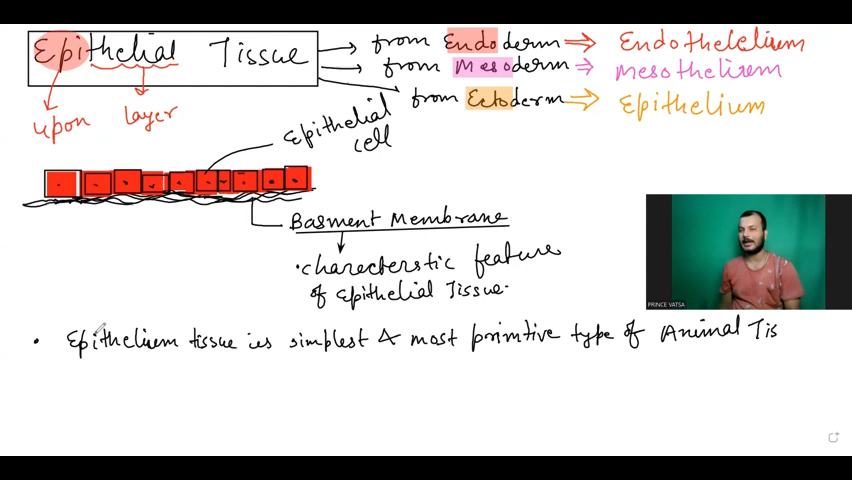 Epithelial Tissue
from Endoderm ⇒ Endothelelium
from Mesoderm ⇒ mesothelium
from Ectoderm ⇒ Epithelium
upon layer
Epithelial
cell
Basment Membrane
• charecterstic feature
of Epithelial Tissue.
PRINCE VATSA
• Epithelium tissue is simplest & most primtive type of Animal Tis